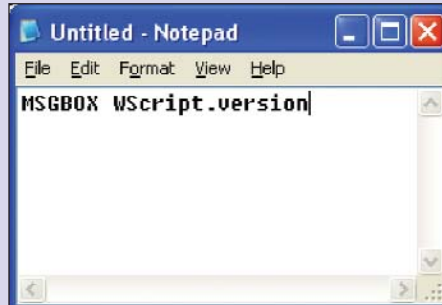 Untitled - Notepad
File Edit Format View Help
MSGBOX WScript.version